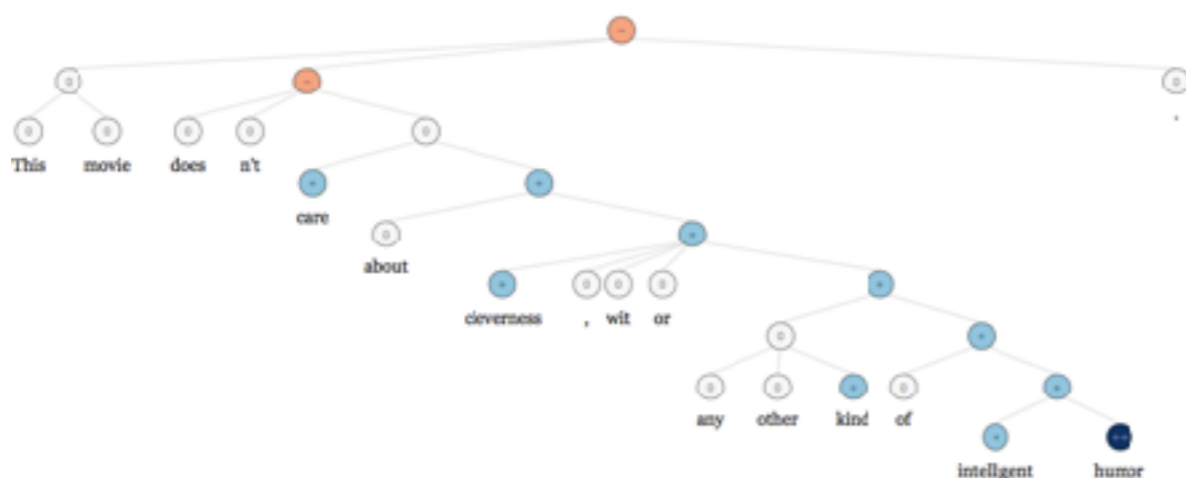 .
This movie does n't
care
about
cleverness , wit or
any other kind of
intelligent humor